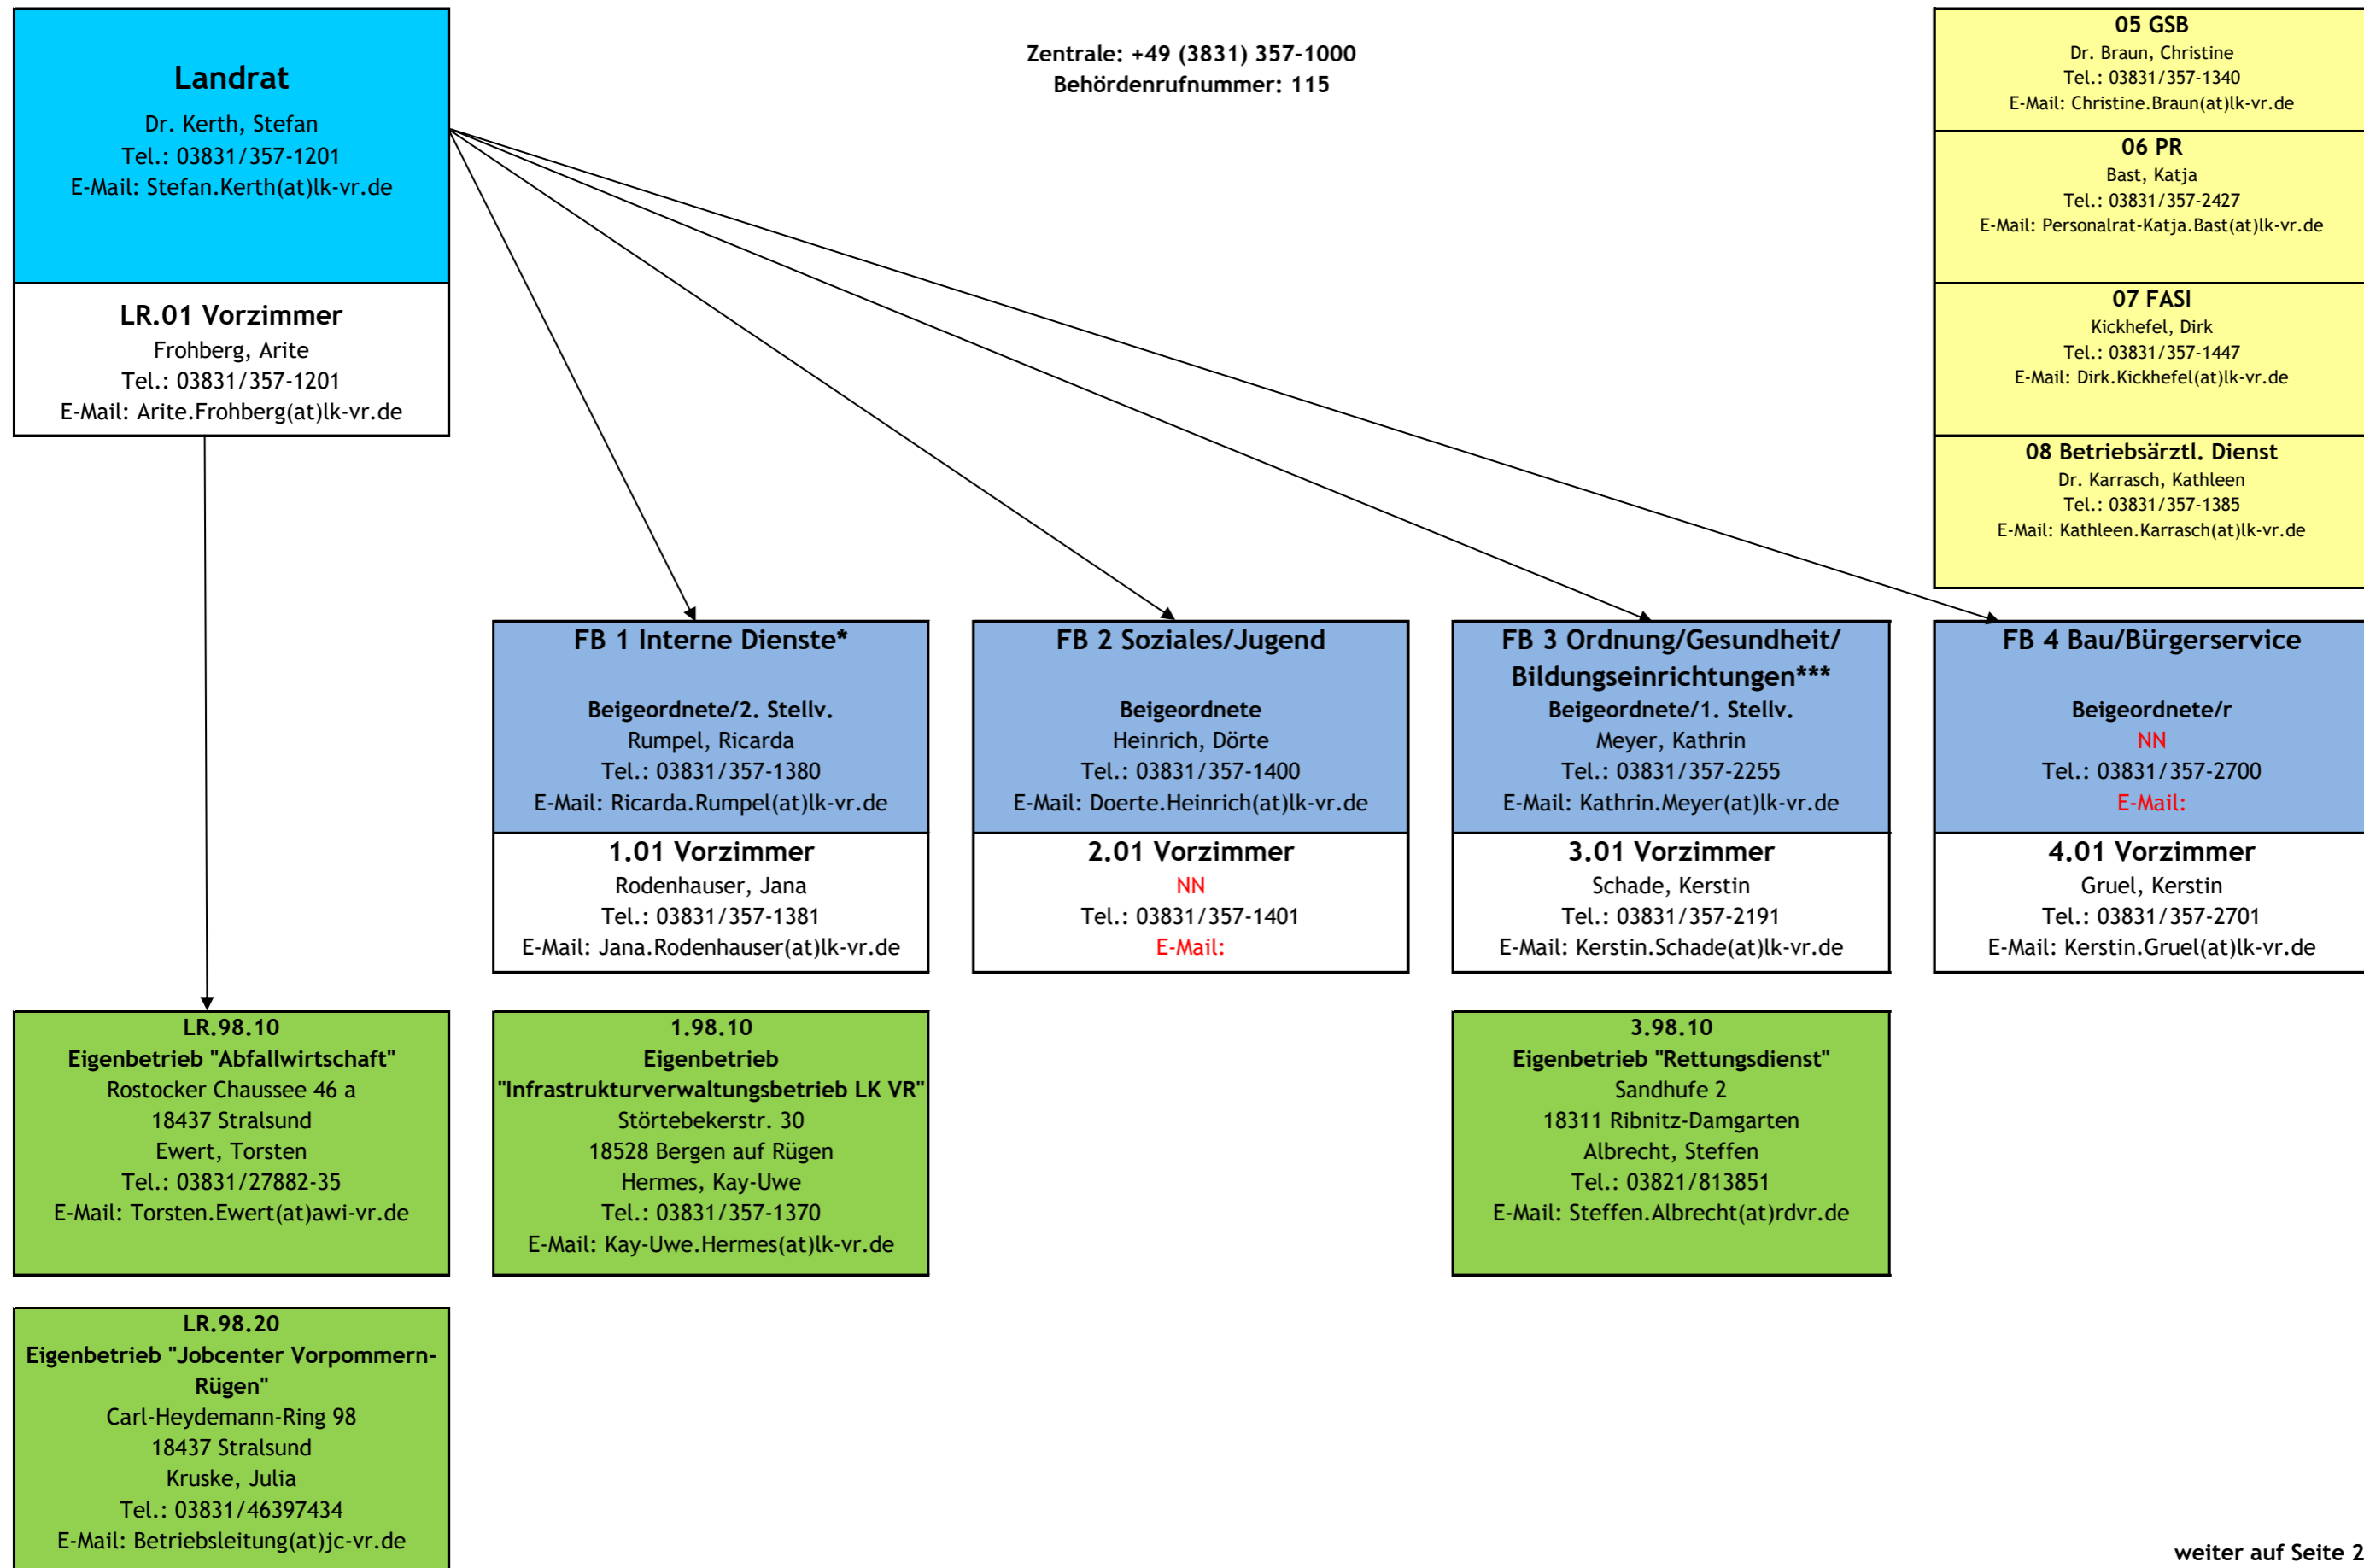 Landrat
Dr. Kerth, Stefan
Tel.: 03831/357-1201
E-Mail: Stefan.Kerth(at)lk-vr.de
LR.01 Vorzimmer
Frohberg, Arite
Tel.: 03831/357-1201
E-Mail: Arite.Frohberg(at)lk-vr.de
Zentrale: +49 (3831) 357-1000
Behördenrufnummer: 115
05 GSB
Dr. Braun, Christine
Tel.: 03831/357-1340
E-Mail: Christine.Braun(at)lk-vr.de
06 PR
Bast, Katja
Tel.: 03831/357-2427
E-Mail: Personalrat-Katja.Bast(at)lk-vr.de
07 FASI
Kickhefel, Dirk
Tel.: 03831/357-1447
E-Mail: Dirk.Kickhefel(at)lk-vr.de
08 Betriebsärztl. Dienst
Dr. Karrasch, Kathleen
Tel.: 03831/357-1385
E-Mail: Kathleen.Karrasch(at)lk-vr.de
FB 1 Interne Dienste*
Beigeordnete/2. Stellv.
Rumpel, Ricarda
Tel.: 03831/357-1380
E-Mail: Ricarda.Rumpel(at)lk-vr.de
1.01 Vorzimmer
Rodenhauser, Jana
Tel.: 03831/357-1381
E-Mail: Jana.Rodenhauser(at)lk-vr.de
FB 2 Soziales/Jugend
Beigeordnete
Heinrich, Dörte
Tel.: 03831/357-1400
E-Mail: Doerte.Heinrich(at)lk-vr.de
2.01 Vorzimmer
NN
Tel.: 03831/357-1401
E-Mail:
FB 3 Ordnung/Gesundheit/
Bildungseinrichtungen***
Beigeordnete/1. Stellv.
Meyer, Kathrin
Tel.: 03831/357-2255
E-Mail: Kathrin.Meyer(at)lk-vr.de
3.01 Vorzimmer
Schade, Kerstin
Tel.: 03831/357-2191
E-Mail: Kerstin.Schade(at)lk-vr.de
FB 4 Bau/Bürgerservice
Beigeordnete/r
NN
Tel.: 03831/357-2700
E-Mail:
4.01 Vorzimmer
Gruel, Kerstin
Tel.: 03831/357-2701
E-Mail: Kerstin.Gruel(at)lk-vr.de
LR.98.10
Eigenbetrieb "Abfallwirtschaft"
Rostocker Chaussee 46 a
18437 Stralsund
Ewert, Torsten
Tel.: 03831/27882-35
E-Mail: Torsten.Ewert(at)awi-vr.de
1.98.10
Eigenbetrieb
"Infrastrukturverwaltungsbetrieb LK VR"
Störtebekerstr. 30
18528 Bergen auf Rügen
Hermes, Kay-Uwe
Tel.: 03831/357-1370
E-Mail: Kay-Uwe.Hermes(at)lk-vr.de
3.98.10
Eigenbetrieb "Rettungsdienst"
Sandhufe 2
18311 Ribnitz-Damgarten
Albrecht, Steffen
Tel.: 03821/813851
E-Mail: Steffen.Albrecht(at)rdvr.de
LR.98.20
Eigenbetrieb "Jobcenter Vorpommern-
Rügen"
Carl-Heydemann-Ring 98
18437 Stralsund
Kruske, Julia
Tel.: 03831/46397434
E-Mail: Betriebsleitung(at)jc-vr.de
weiter auf Seite 2